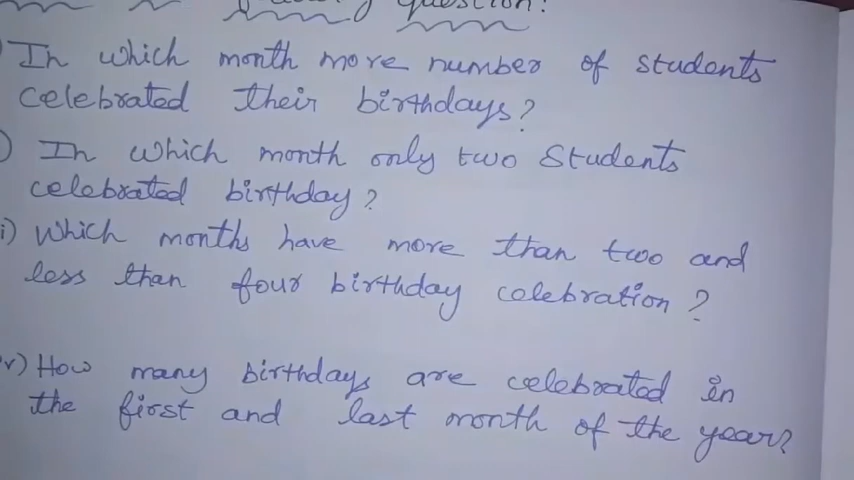 question:
) In which month more number of students
celebrated their birthdays?
) In which month only two Students
celebrated birthday?
i) Which months have more than two and
less than four birthday celebration?
v) How many birthdays are celebrated in
the first and last month of the year?